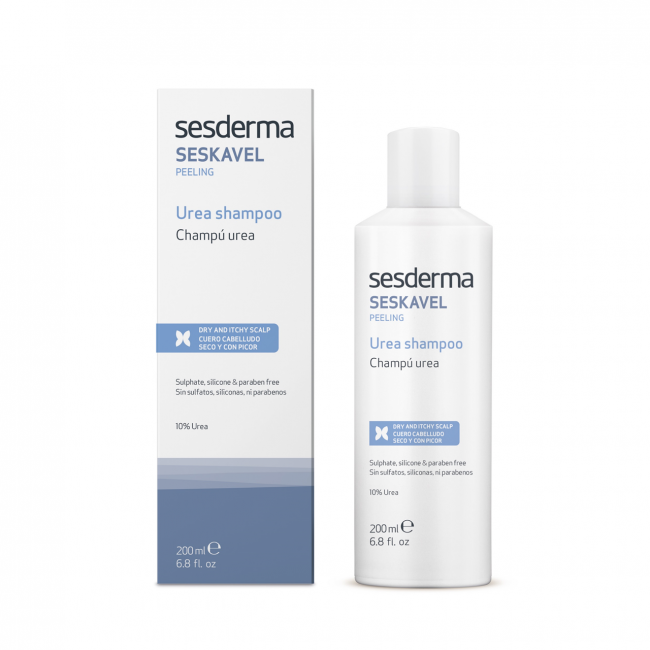 sesderma
SESKAVEL
PEELING
Urea shampoo
Champú urea
DRY AND ITCHY SCALP
CUERO CABELLUDO
SECO Y CON PICOR
Sulphate, silicone & paraben free
Sin sulfatos, siliconas, ni parabenos
10% Urea
200 ml ℮
6.8 fl. oz
sesderma
SESKAVEL
PEELING
Urea shampoo
Champú urea
DRY AND ITCHY SCALP
CUERO CABELLUDO
SECO Y CON PICOR
Sulphate, silicone & paraben free
Sin sulfatos, siliconas, ni parabenos
10% Urea
200 ml ℮
6.8 fl. oz